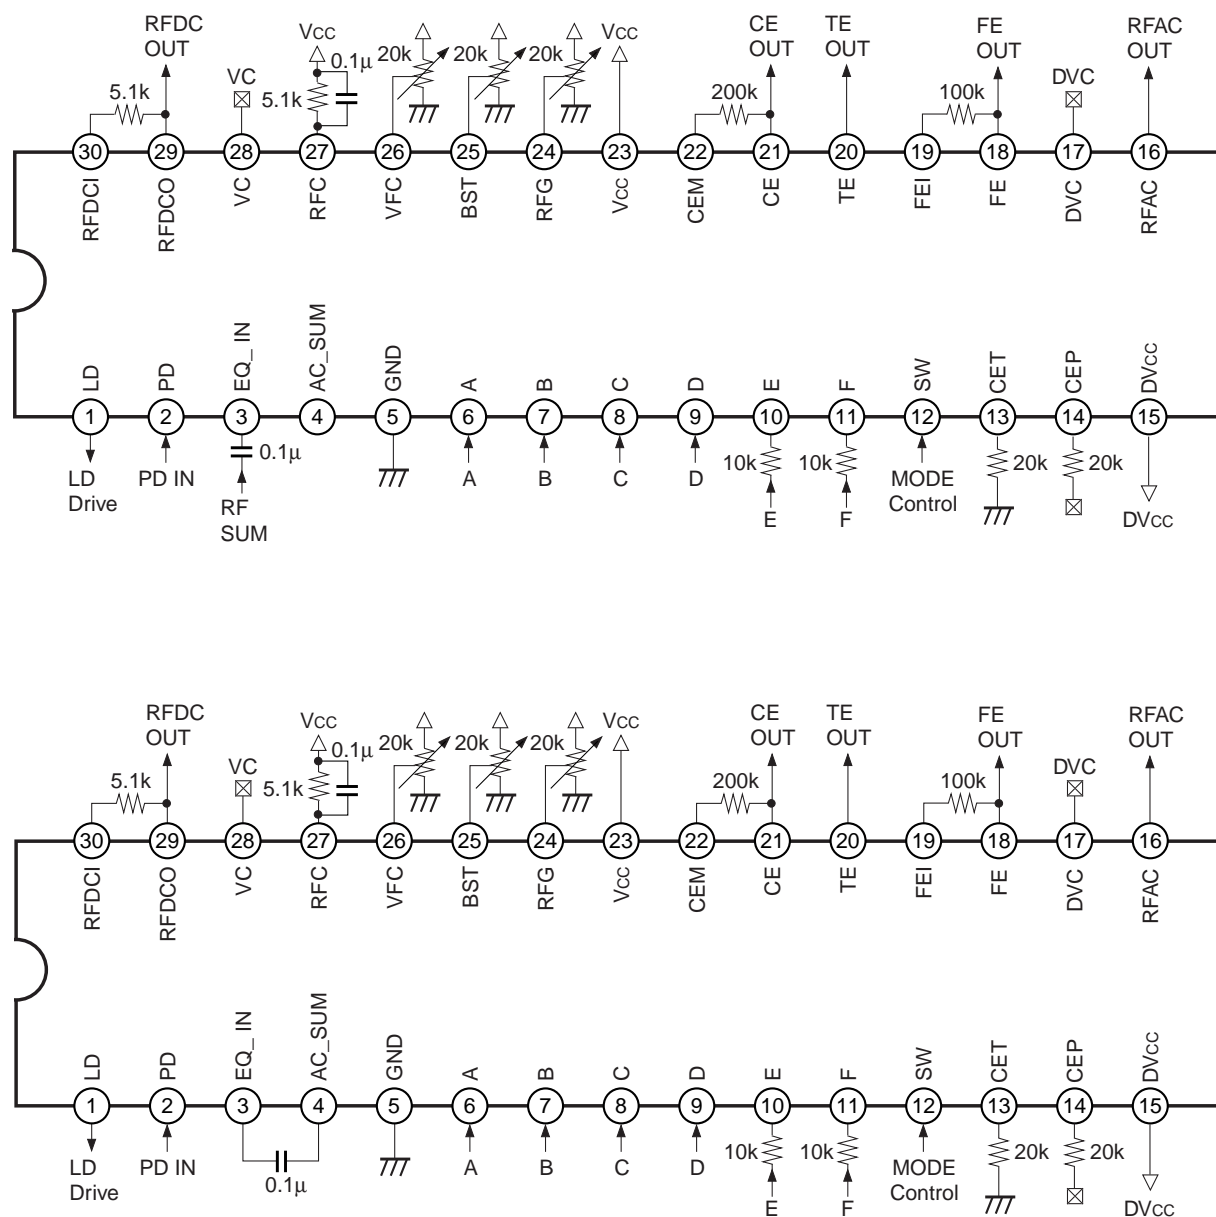 RFDC
OUT
VCC
0.1μ
20k
20k
20k
VCC
CE
OUT
TE
OUT
FE
OUT
RFAC
OUT
VC
5.1k
5.1k
200k
100k
DVC
30
29
28
27
26
25
24
23
22
21
20
19
18
17
16
RFDCI
RFDCO
VC
RFC
VFC
BST
RFG
VCC
CEM
CE
TE
FEI
FE
DVC
RFAC
LD
PD
EQ_ IN
AC_SUM
GND
A
B
C
D
E
F
SW
CET
CEP
DVCC
1
2
3
4
5
6
7
8
9
10
11
12
13
14
15
LD
Drive
PD IN
0.1μ
RF
SUM
A
B
C
D
10k
E
10k
F
MODE
Control
20k
20k
DVCC
RFDC
OUT
VCC
0.1μ
20k
20k
20k
VCC
CE
OUT
TE
OUT
FE
OUT
RFAC
OUT
VC
5.1k
5.1k
200k
100k
DVC
30
29
28
27
26
25
24
23
22
21
20
19
18
17
16
RFDCI
RFDCO
VC
RFC
VFC
BST
RFG
VCC
CEM
CE
TE
FEI
FE
DVC
RFAC
LD
PD
EQ_ IN
AC_SUM
GND
A
B
C
D
E
F
SW
CET
CEP
DVCC
1
2
3
4
5
6
7
8
9
10
11
12
13
14
15
LD
Drive
PD IN
0.1μ
A
B
C
D
10k
E
10k
F
MODE
Control
20k
20k
DVCC